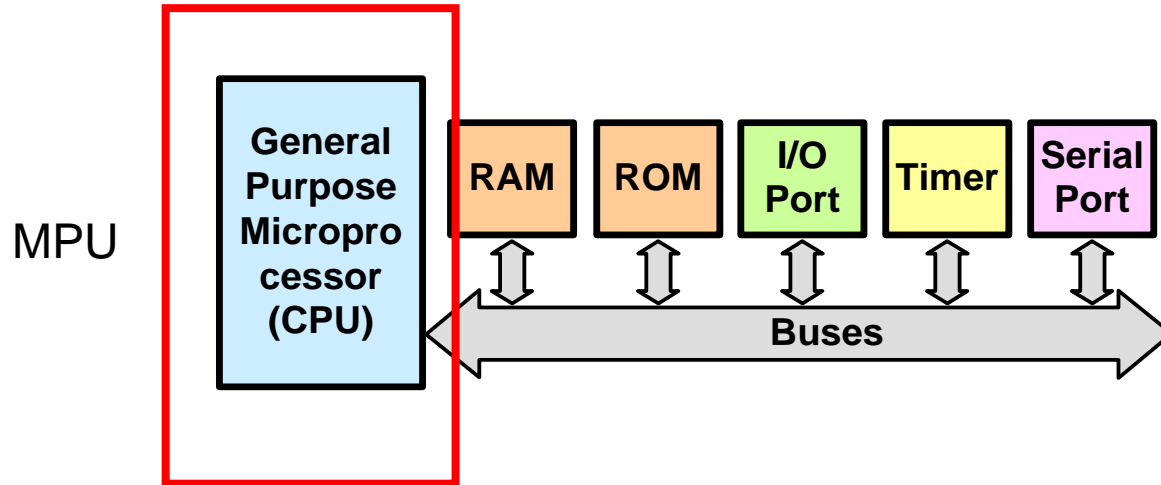 MPU
General
Purpose
Micropro
cessor
(CPU)
RAM
ROM
I/O
Port
Timer
Serial
Port
Buses